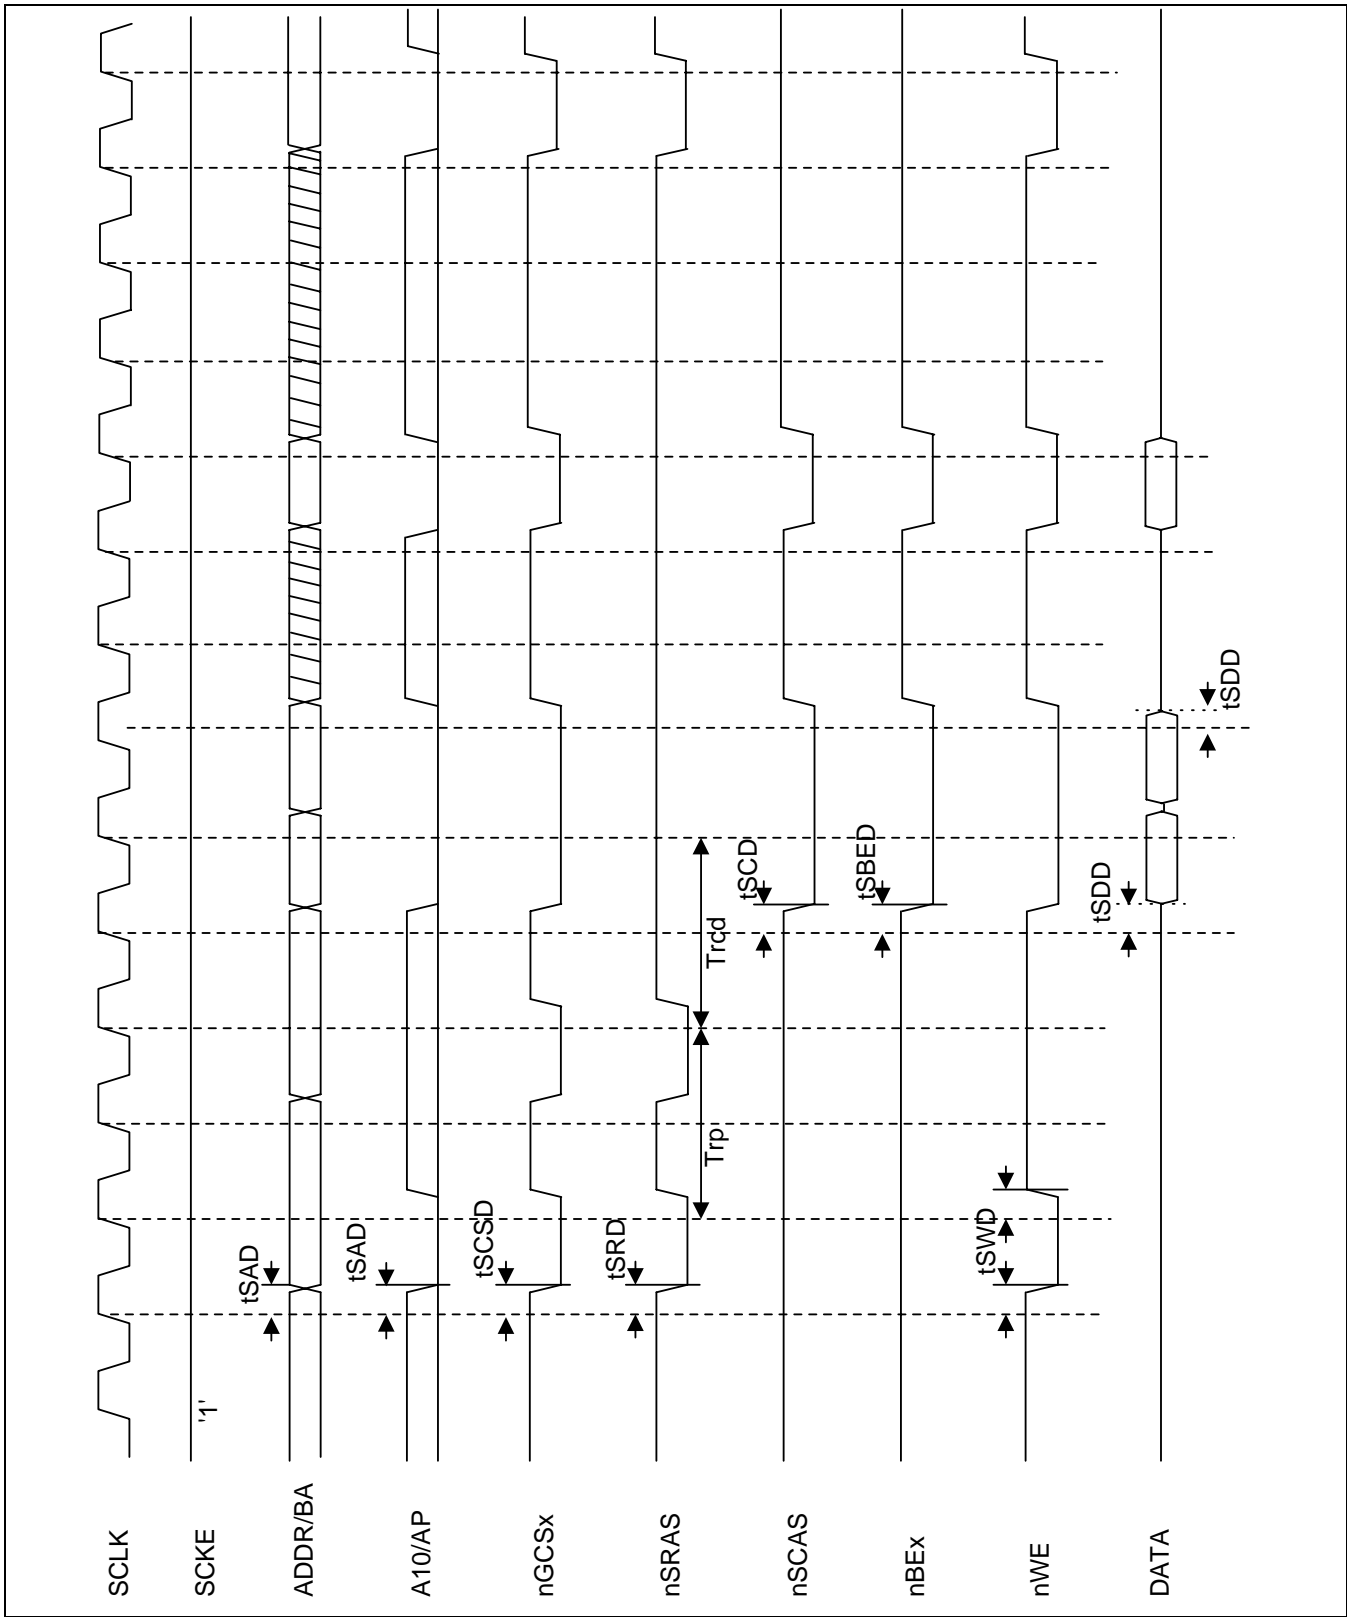 SCLK
SCKE
'1'
ADDR/BA
tSAD
A10/AP
tSAD
nGCSx
tSCSD
nSRAS
tSRD
Trp
Trcd
nSCAS
tSCD
nBEx
tSBED
nWE
tSWD
DATA
tSDD
tSDD